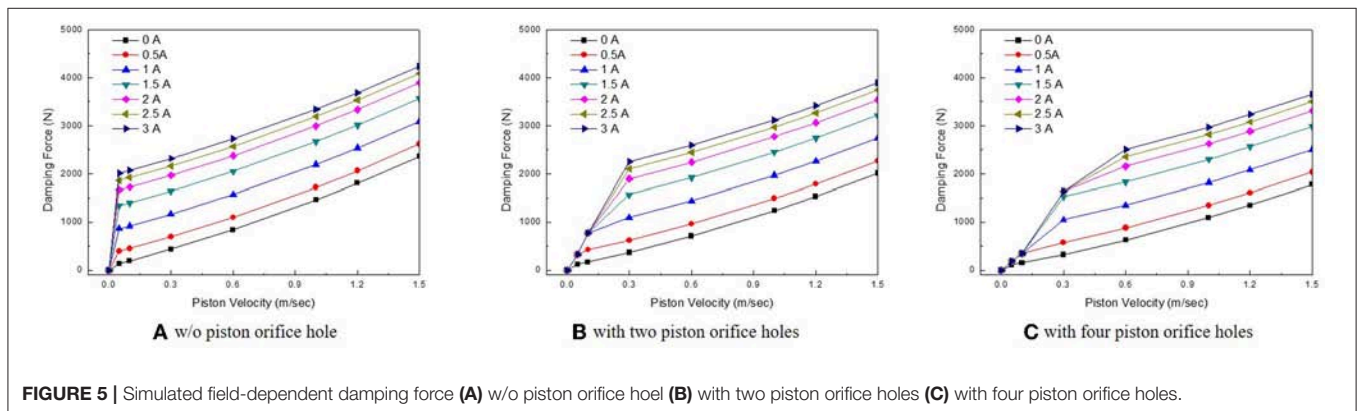 5000
4000
3000
2000
1000
0
Damping Force (N)
0 A
0.5A
1 A
1.5 A
2 A
2.5 A
3 A
0.0 0.3 0.6 0.9 1.2 1.5
Piston Velocity (m/sec)
A w/o piston orifice hole
5000
4000
3000
2000
1000
0
Damping Force (N)
0 A
0.5A
1 A
1.5 A
2 A
2.5 A
3 A
0.0 0.3 0.6 0.9 1.2 1.5
Piston Velocity (m/sec)
B with two piston orifice holes
5000
4000
3000
2000
1000
0
Damping Force (N)
0 A
0.5A
1 A
1.5 A
2 A
2.5 A
3 A
0.0 0.3 0.6 0.9 1.2 1.5
Piston Velocity (m/sec)
C with four piston orifice holes
FIGURE 5 | Simulated field-dependent damping force (A) w/o piston orifice hoel (B) with two piston orifice holes (C) with four piston orifice holes.